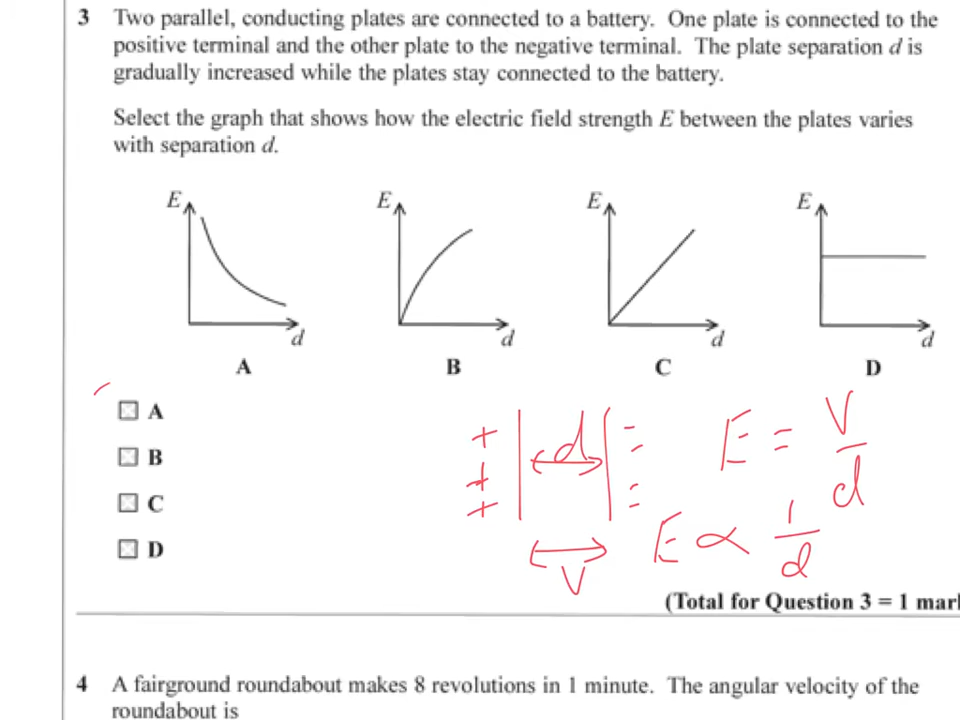 3 Two parallel, conducting plates are connected to a battery. One plate is connected to the
positive terminal and the other plate to the negative terminal. The plate separation d is
gradually increased while the plates stay connected to the battery.
Select the graph that shows how the electric field strength E between the plates varies
with separation d.
E E E E
d d d d
A B C D
A
B
C
D
+ + +
d
- - - -
V
E = V/d
E ∝ 1/d
(Total for Question 3 = 1 mar
4 A fairground roundabout makes 8 revolutions in 1 minute. The angular velocity of the
roundabout is